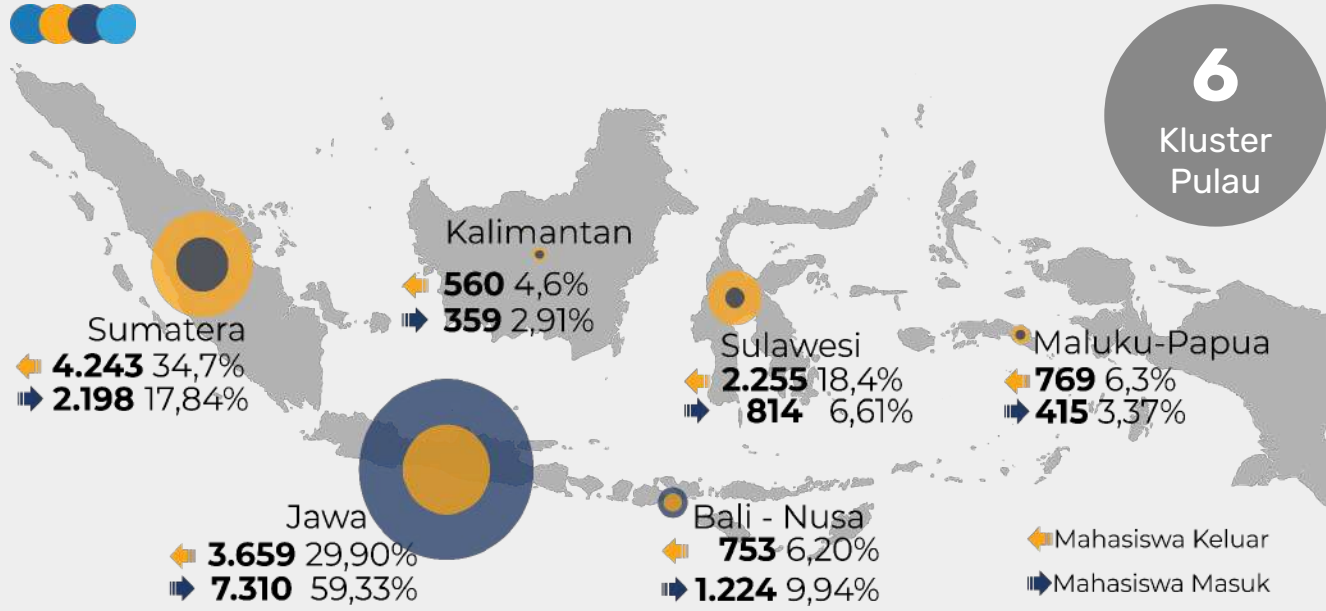 6
Kluster
Pulau
Kalimantan
560 4,6%
359 2,91%
Sumatera
4.243 34,7%
2.198 17,84%
Sulawesi
2.255 18,4%
814 6,61%
Maluku-Papua
769 6,3%
415 3,37%
Jawa
3.659 29,90%
7.310 59,33%
Bali - Nusa
753 6,20%
1.224 9,94%
Mahasiswa Keluar
Mahasiswa Masuk